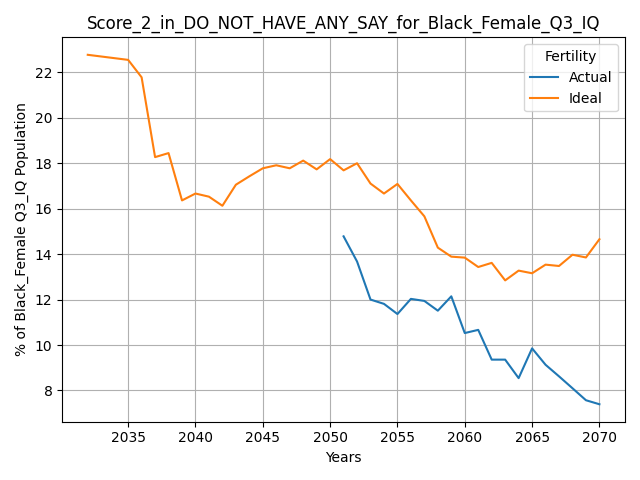 Score_2_in_DO_NOT_HAVE_ANY_SAY_for_Black_Female_Q3_IQ
Fertility
Actual
Ideal
% of Black_Female Q3_IQ Population
22
20
18
16
14
12
10
8
2035 2040 2045 2050 2055 2060 2065 2070
Years